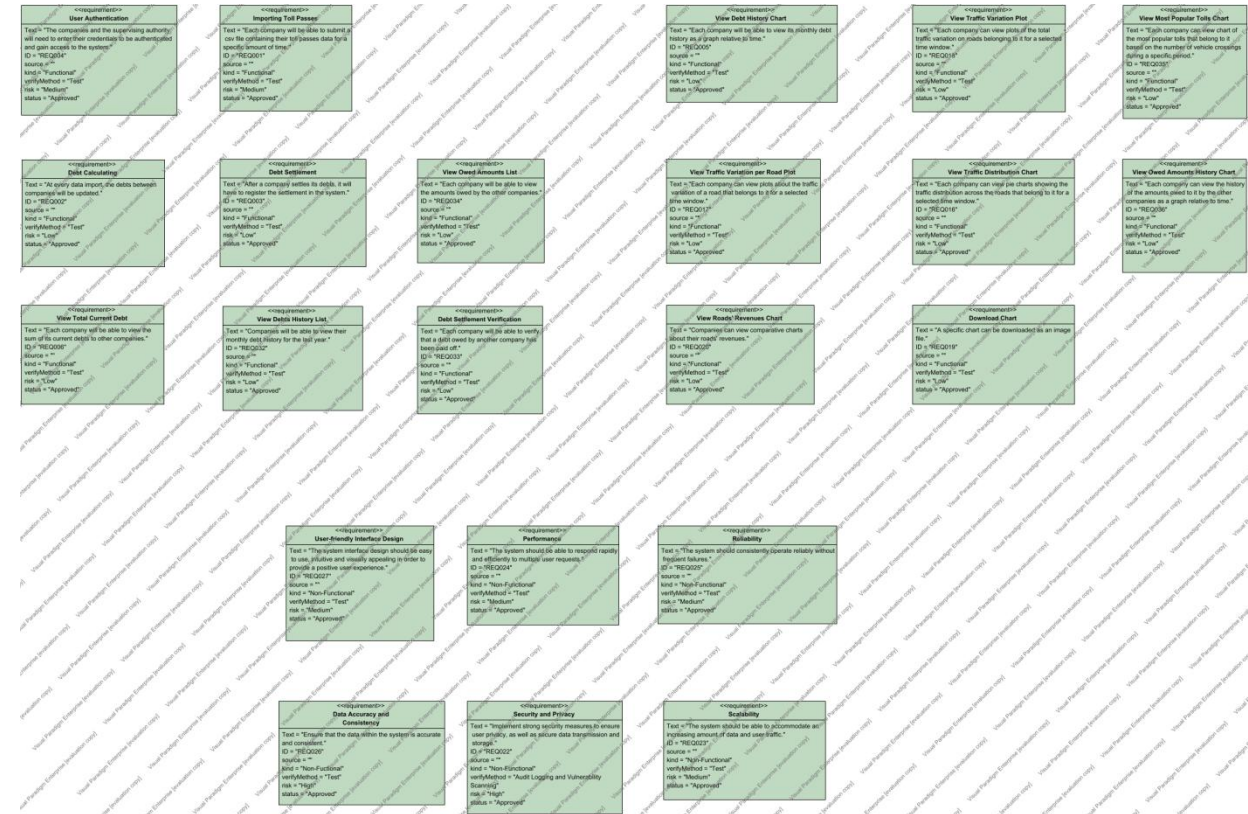 <<requirement>>
User Authentication
Text = "The companies and the supervising authority
will need to enter their credentials to be authenticated
and gain access to the system."
ID = "REQ004"
source = ""
kind = "Functional"
verifyMethod = "Test"
risk = "Medium"
status = "Approved"
<<requirement>>
Importing Toll Passes
Text = "Each company will be able to submit a
csv file containing their toll passes data for a
specific amount of time."
ID = "REQ001"
source = ""
kind = "Functional"
verifyMethod = "Test"
risk = "Medium"
status = "Approved"
<<requirement>>
View Debt History Chart
Text = "Each company will be able to view its monthly debt
history as a graph relative to time."
ID = "REQ005"
source = ""
kind = "Functional"
verifyMethod = "Test"
risk = "Low"
status = "Approved"
<<requirement>>
View Traffic Variation Plot
Text = "Each company can view plots of the total
traffic variation on roads belonging to it for a selected
time window."
ID = "REQ016"
source = ""
kind = "Functional"
verifyMethod = "Test"
risk = "Low"
status = "Approved"
<<requirement>>
View Most Popular Tolls Chart
Text = "Each company can view chart of
the most popular tolls that belong to it
based on the number of vehicle crossings
during a specific period."
ID = "REQ035"
source = ""
kind = "Functional"
verifyMethod = "Test"
risk = "Low"
status = "Approved"
<<requirement>>
Debt Calculating
Text = "At every data import, the debts between
companies will be updated."
ID = "REQ002"
source = ""
kind = "Functional"
verifyMethod = "Test"
risk = "Low"
status = "Approved"
<<requirement>>
Debt Settlement
Text = "After a company settles its debts, it will
have to register the settlement in the system."
ID = "REQ003"
source = ""
kind = "Functional"
verifyMethod = "Test"
risk = "Low"
status = "Approved"
<<requirement>>
View Owed Amounts List
Text = "Each company will be able to view
the amounts owed by the other companies."
ID = "REQ034"
source = ""
kind = "Functional"
verifyMethod = "Test"
risk = "Low"
status = "Approved"
<<requirement>>
View Traffic Variation per Road Plot
Text = "Each company can view plots about the traffic
variation of a road that belongs to it for a selected
time window."
ID = "REQ017"
source = ""
kind = "Functional"
verifyMethod = "Test"
risk = "Low"
status = "Approved"
<<requirement>>
View Traffic Distribution Chart
Text = "Each company can view pie charts showing the
traffic distribution across the roads that belong to it for a
selected time window."
ID = "REQ018"
source = ""
kind = "Functional"
verifyMethod = "Test"
risk = "Low"
status = "Approved"
<<requirement>>
View Owed Amounts History Chart
Text = "Each company can view the history
of the amounts owed to it by the other
companies as a graph relative to time."
ID = "REQ036"
source = ""
kind = "Functional"
verifyMethod = "Test"
risk = "Low"
status = "Approved"
<<requirement>>
View Total Current Debt
Text = "Each company will be able to view the
sum of its current debts to other companies."
ID = "REQ006"
source = ""
kind = "Functional"
verifyMethod = "Test"
risk = "Low"
status = "Approved"
<<requirement>>
View Debts History List
Text = "Companies will be able to view their
monthly debt history for the last year."
ID = "REQ032"
source = ""
kind = "Functional"
verifyMethod = "Test"
risk = "Low"
status = "Approved"
<<requirement>>
Debt Settlement Verification
Text = "Each company will be able to verify
that a debt owed by another company has
been paid off."
ID = "REQ033"
source = ""
kind = "Functional"
verifyMethod = "Test"
risk = "Low"
status = "Approved"
<<requirement>>
View Roads' Revenues Chart
Text = "Companies can view comparative charts
about their roads' revenues."
ID = "REQ020"
source = ""
kind = "Functional"
verifyMethod = "Test"
risk = "Low"
status = "Approved"
<<requirement>>
Download Chart
Text = "A specific chart can be downloaded as an image
file."
ID = "REQ019"
source = ""
kind = "Functional"
verifyMethod = "Test"
risk = "Low"
status = "Approved"
<<requirement>>
User-friendly Interface Design
Text = "The system interface design should be easy
to use, intuitive and visually appealing in order to
provide a positive user experience."
ID = "REQ027"
source = ""
kind = "Non-Functional"
verifyMethod = "Test"
risk = "Medium"
status = "Approved"
<<requirement>>
Performance
Text = "The system should be able to respond rapidly
and efficiently to multiple user requests."
ID = "REQ024"
source = ""
kind = "Non-Functional"
verifyMethod = "Test"
risk = "Medium"
status = "Approved"
<<requirement>>
Reliability
Text = "The system should consistently operate reliably without
frequent failures."
ID = "REQ025"
source = ""
kind = "Non-Functional"
verifyMethod = "Test"
risk = "Medium"
status = "Approved"
<<requirement>>
Data Accuracy and
Consistency
Text = "Ensure that the data within the system is accurate
and consistent."
ID = "REQ026"
source = ""
kind = "Non-Fuctional"
verifyMethod = "Test"
risk = "High"
status = "Approved"
<<requirement>>
Security and Privacy
Text = "Implement strong security measures to ensure
user privacy, as well as secure data transmission and
storage."
ID = "REQ022"
source = ""
kind = "Non-Functional"
verifyMethod = "Audit Logging and Vulnerability
Scanning"
risk = "High"
status = "Approved"
<<requirement>>
Scalability
Text = "The system should be able to accommodate an
increasing amount of data and user traffic."
ID = "REQ023"
source = ""
kind = "Non-Functional"
verifyMethod = "Test"
risk = "Medium"
status = "Approved"
Visual Paradigm Enterprise [evaluation copy]